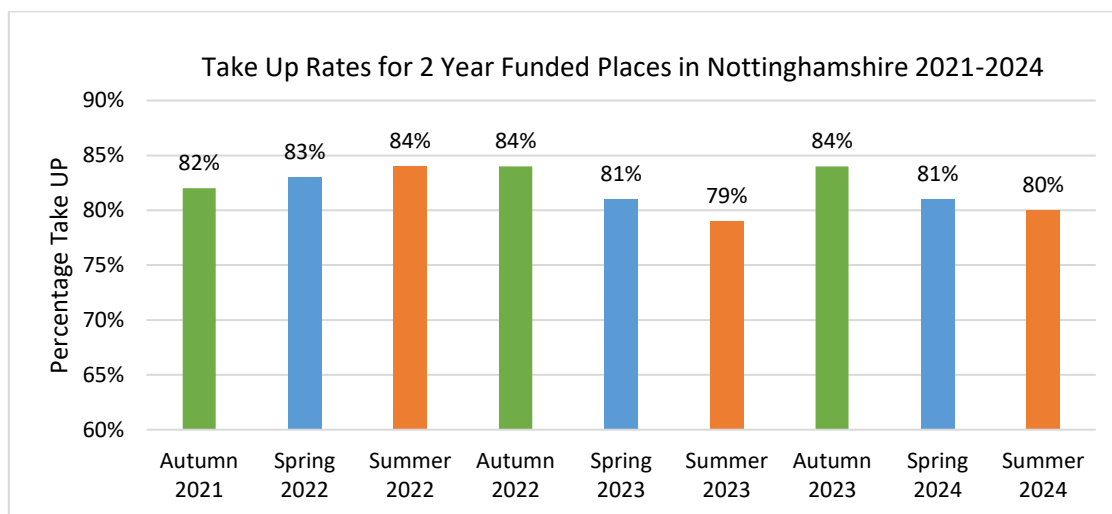 Take Up Rates for 2 Year Funded Places in Nottinghamshire 2021-2024
Percentage Take UP
90%
85%
80%
75%
70%
65%
60%
82%
83%
84%
84%
81%
79%
84%
81%
80%
Autumn 2021
Spring 2022
Summer 2022
Autumn 2022
Spring 2023
Summer 2023
Autumn 2023
Spring 2024
Summer 2024